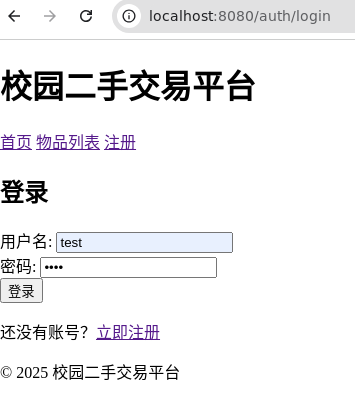 localhost:8080/auth/login
校园二手交易平台
首页 物品列表 注册
登录
用户名: test
密码: ••••
登录
还没有账号？立即注册
© 2025 校园二手交易平台